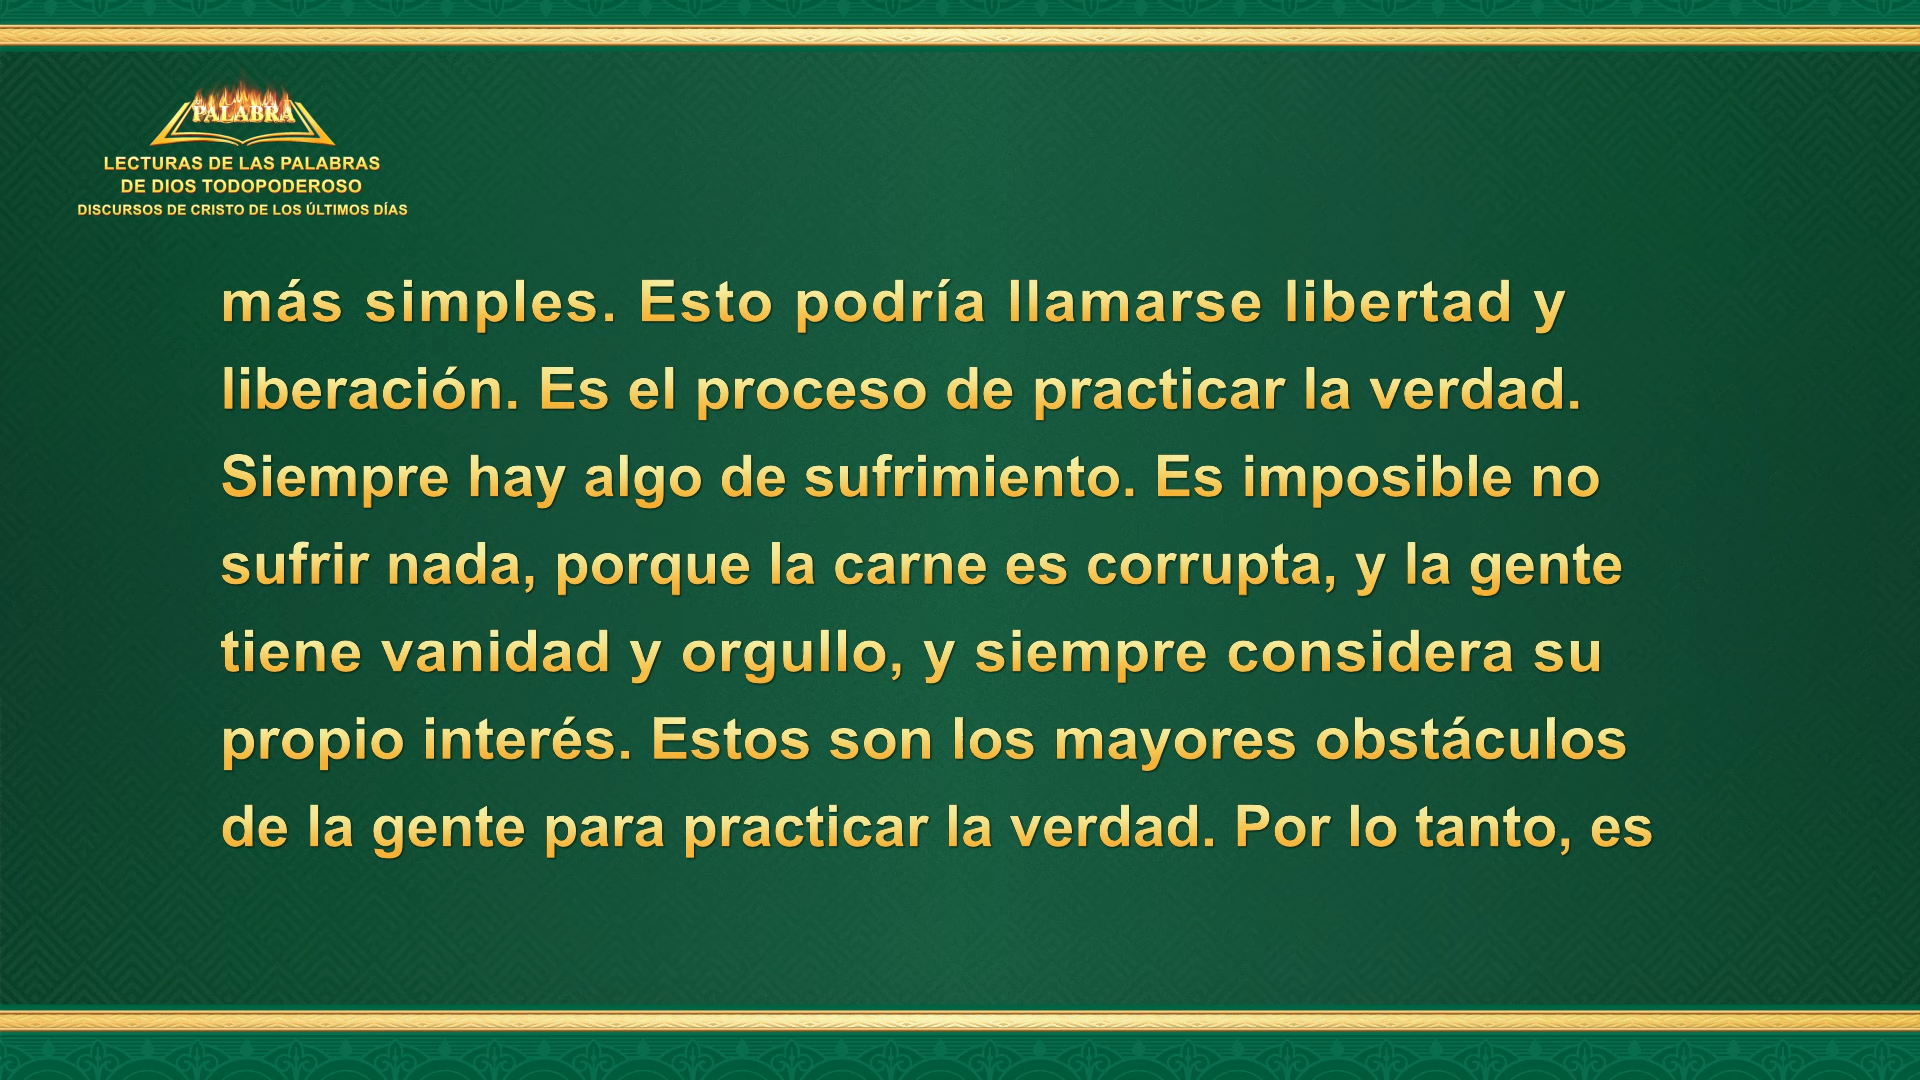 PALABRA
LECTURAS DE LAS PALABRAS
DE DIOS TODOPODEROSO
DISCURSOS DE CRISTO DE LOS ÚLTIMOS DÍAS
más simples. Esto podría llamarse libertad y
liberación. Es el proceso de practicar la verdad.
Siempre hay algo de sufrimiento. Es imposible no
sufrir nada, porque la carne es corrupta, y la gente
tiene vanidad y orgullo, y siempre considera su
propio interés. Estos son los mayores obstáculos
de la gente para practicar la verdad. Por lo tanto, es